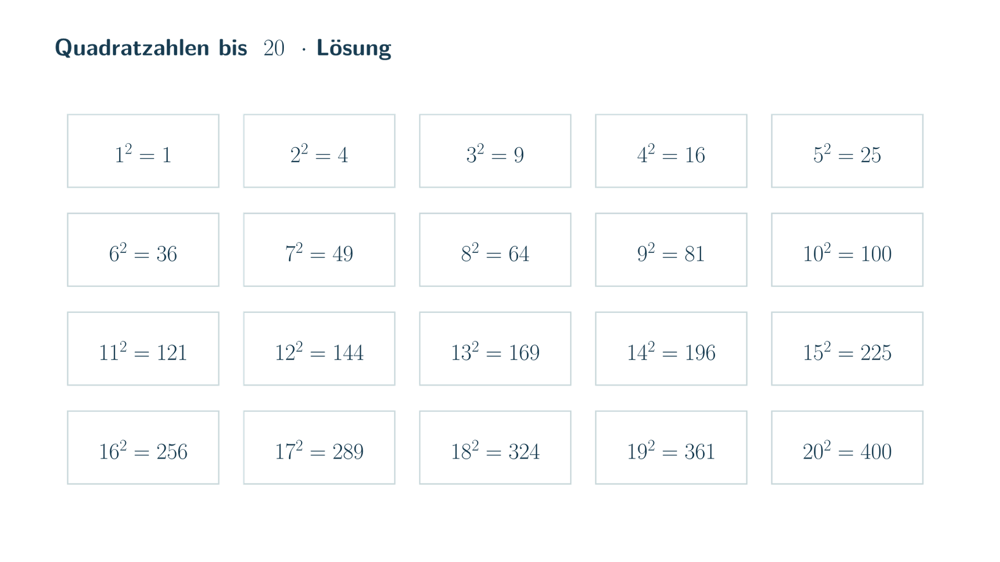 Quadratzahlen bis 20 · Lösung
1² = 1
2² = 4
3² = 9
4² = 16
5² = 25
6² = 36
7² = 49
8² = 64
9² = 81
10² = 100
11² = 121
12² = 144
13² = 169
14² = 196
15² = 225
16² = 256
17² = 289
18² = 324
19² = 361
20² = 400